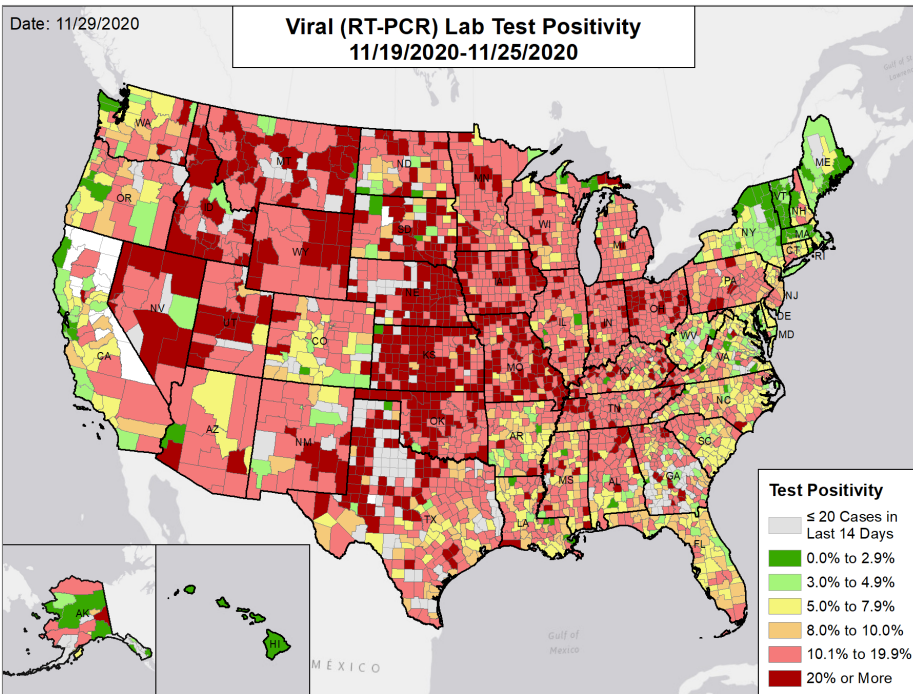 Date: 11/29/2020
Viral (RT-PCR) Lab Test Positivity
11/19/2020-11/25/2020
WA
MT
ND
MN
ME
OR
ID
SD
WI
MI
VT
NH
NY
MA
CT
RI
WY
IA
NE
PA
NJ
NV
UT
CO
KS
MO
IL
IN
OH
DE
MD
WV
VA
CA
KY
AZ
NM
OK
AR
TN
NC
SC
TX
LA
MS
AL
GA
FL
AK
HI
MÉXICO
Gulf of
Mexico
Test Positivity
≤ 20 Cases in
Last 14 Days
0.0% to 2.9%
3.0% to 4.9%
5.0% to 7.9%
8.0% to 10.0%
10.1% to 19.9%
20% or More